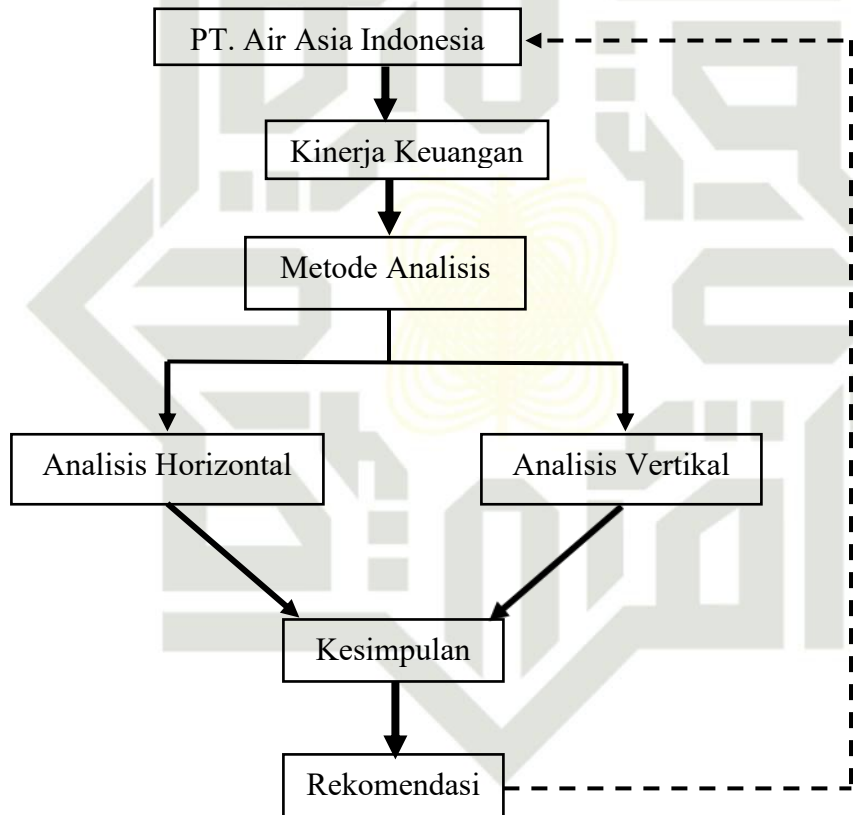 PT. Air Asia Indonesia
Kinerja Keuangan
Metode Analisis
Analisis Horizontal
Analisis Vertikal
Kesimpulan
Rekomendasi